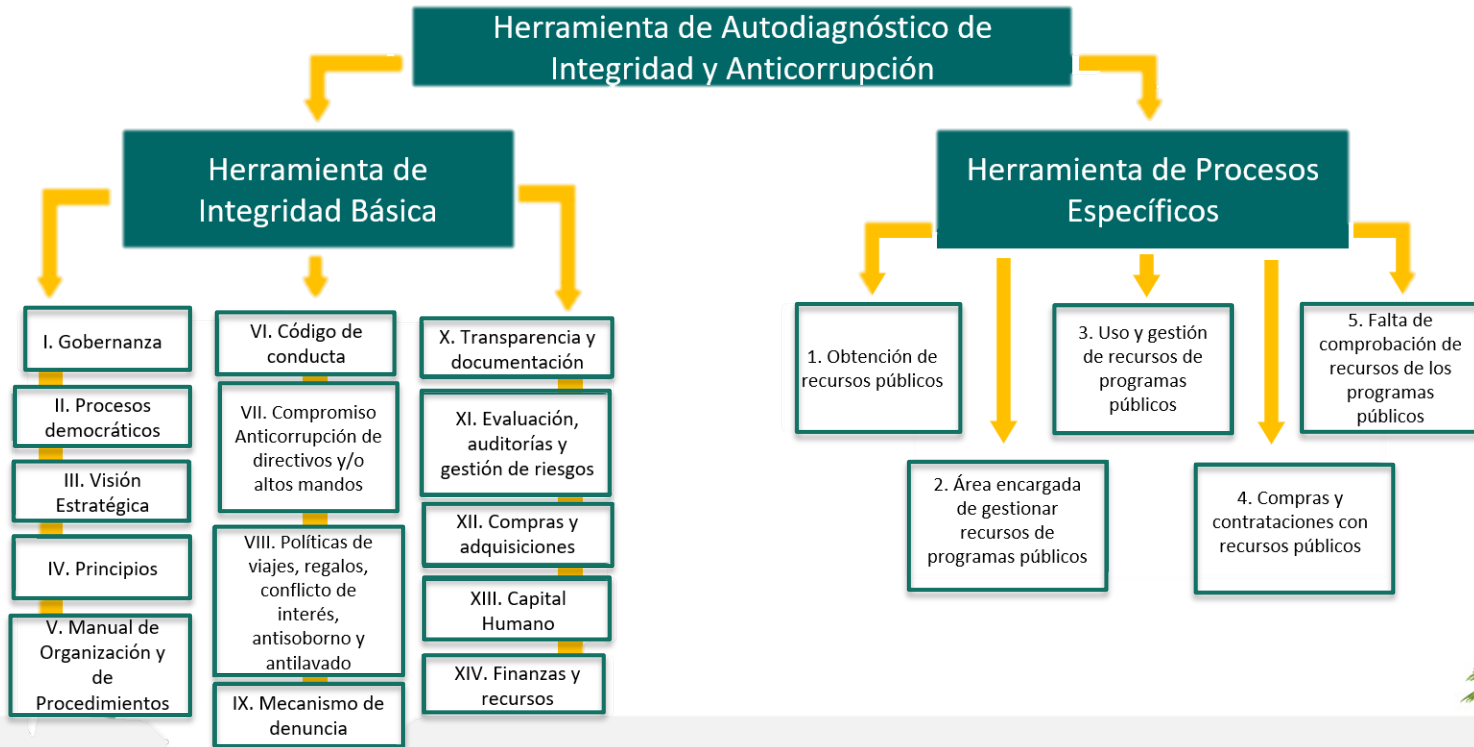 Herramienta de Autodiagnóstico de
Integridad y Anticorrupción
Herramienta de
Integridad Básica
I. Gobernanza
II. Procesos
democráticos
III. Visión
Estratégica
IV. Principios
V. Manual de
Organización y
de
Procedimientos
VI. Código de
conducta
VII. Compromiso
Anticorrupción de
directivos y/o
altos mandos
VIII. Políticas de
viajes, regalos,
conflicto de
interés,
antisoborno y
antilavado
IX. Mecanismo de
denuncia
X. Transparencia y
documentación
XI. Evaluación,
auditorías y
gestión de riesgos
XII. Compras y
adquisiciones
XIII. Capital
Humano
XIV. Finanzas y
recursos
Herramienta de Procesos
Específicos
1. Obtención de
recursos públicos
2. Área encargada
de gestionar
recursos de
programas públicos
3. Uso y gestión
de recursos de
programas
públicos
4. Compras y
contrataciones con
recursos públicos
5. Falta de
comprobación de
recursos de los
programas
públicos